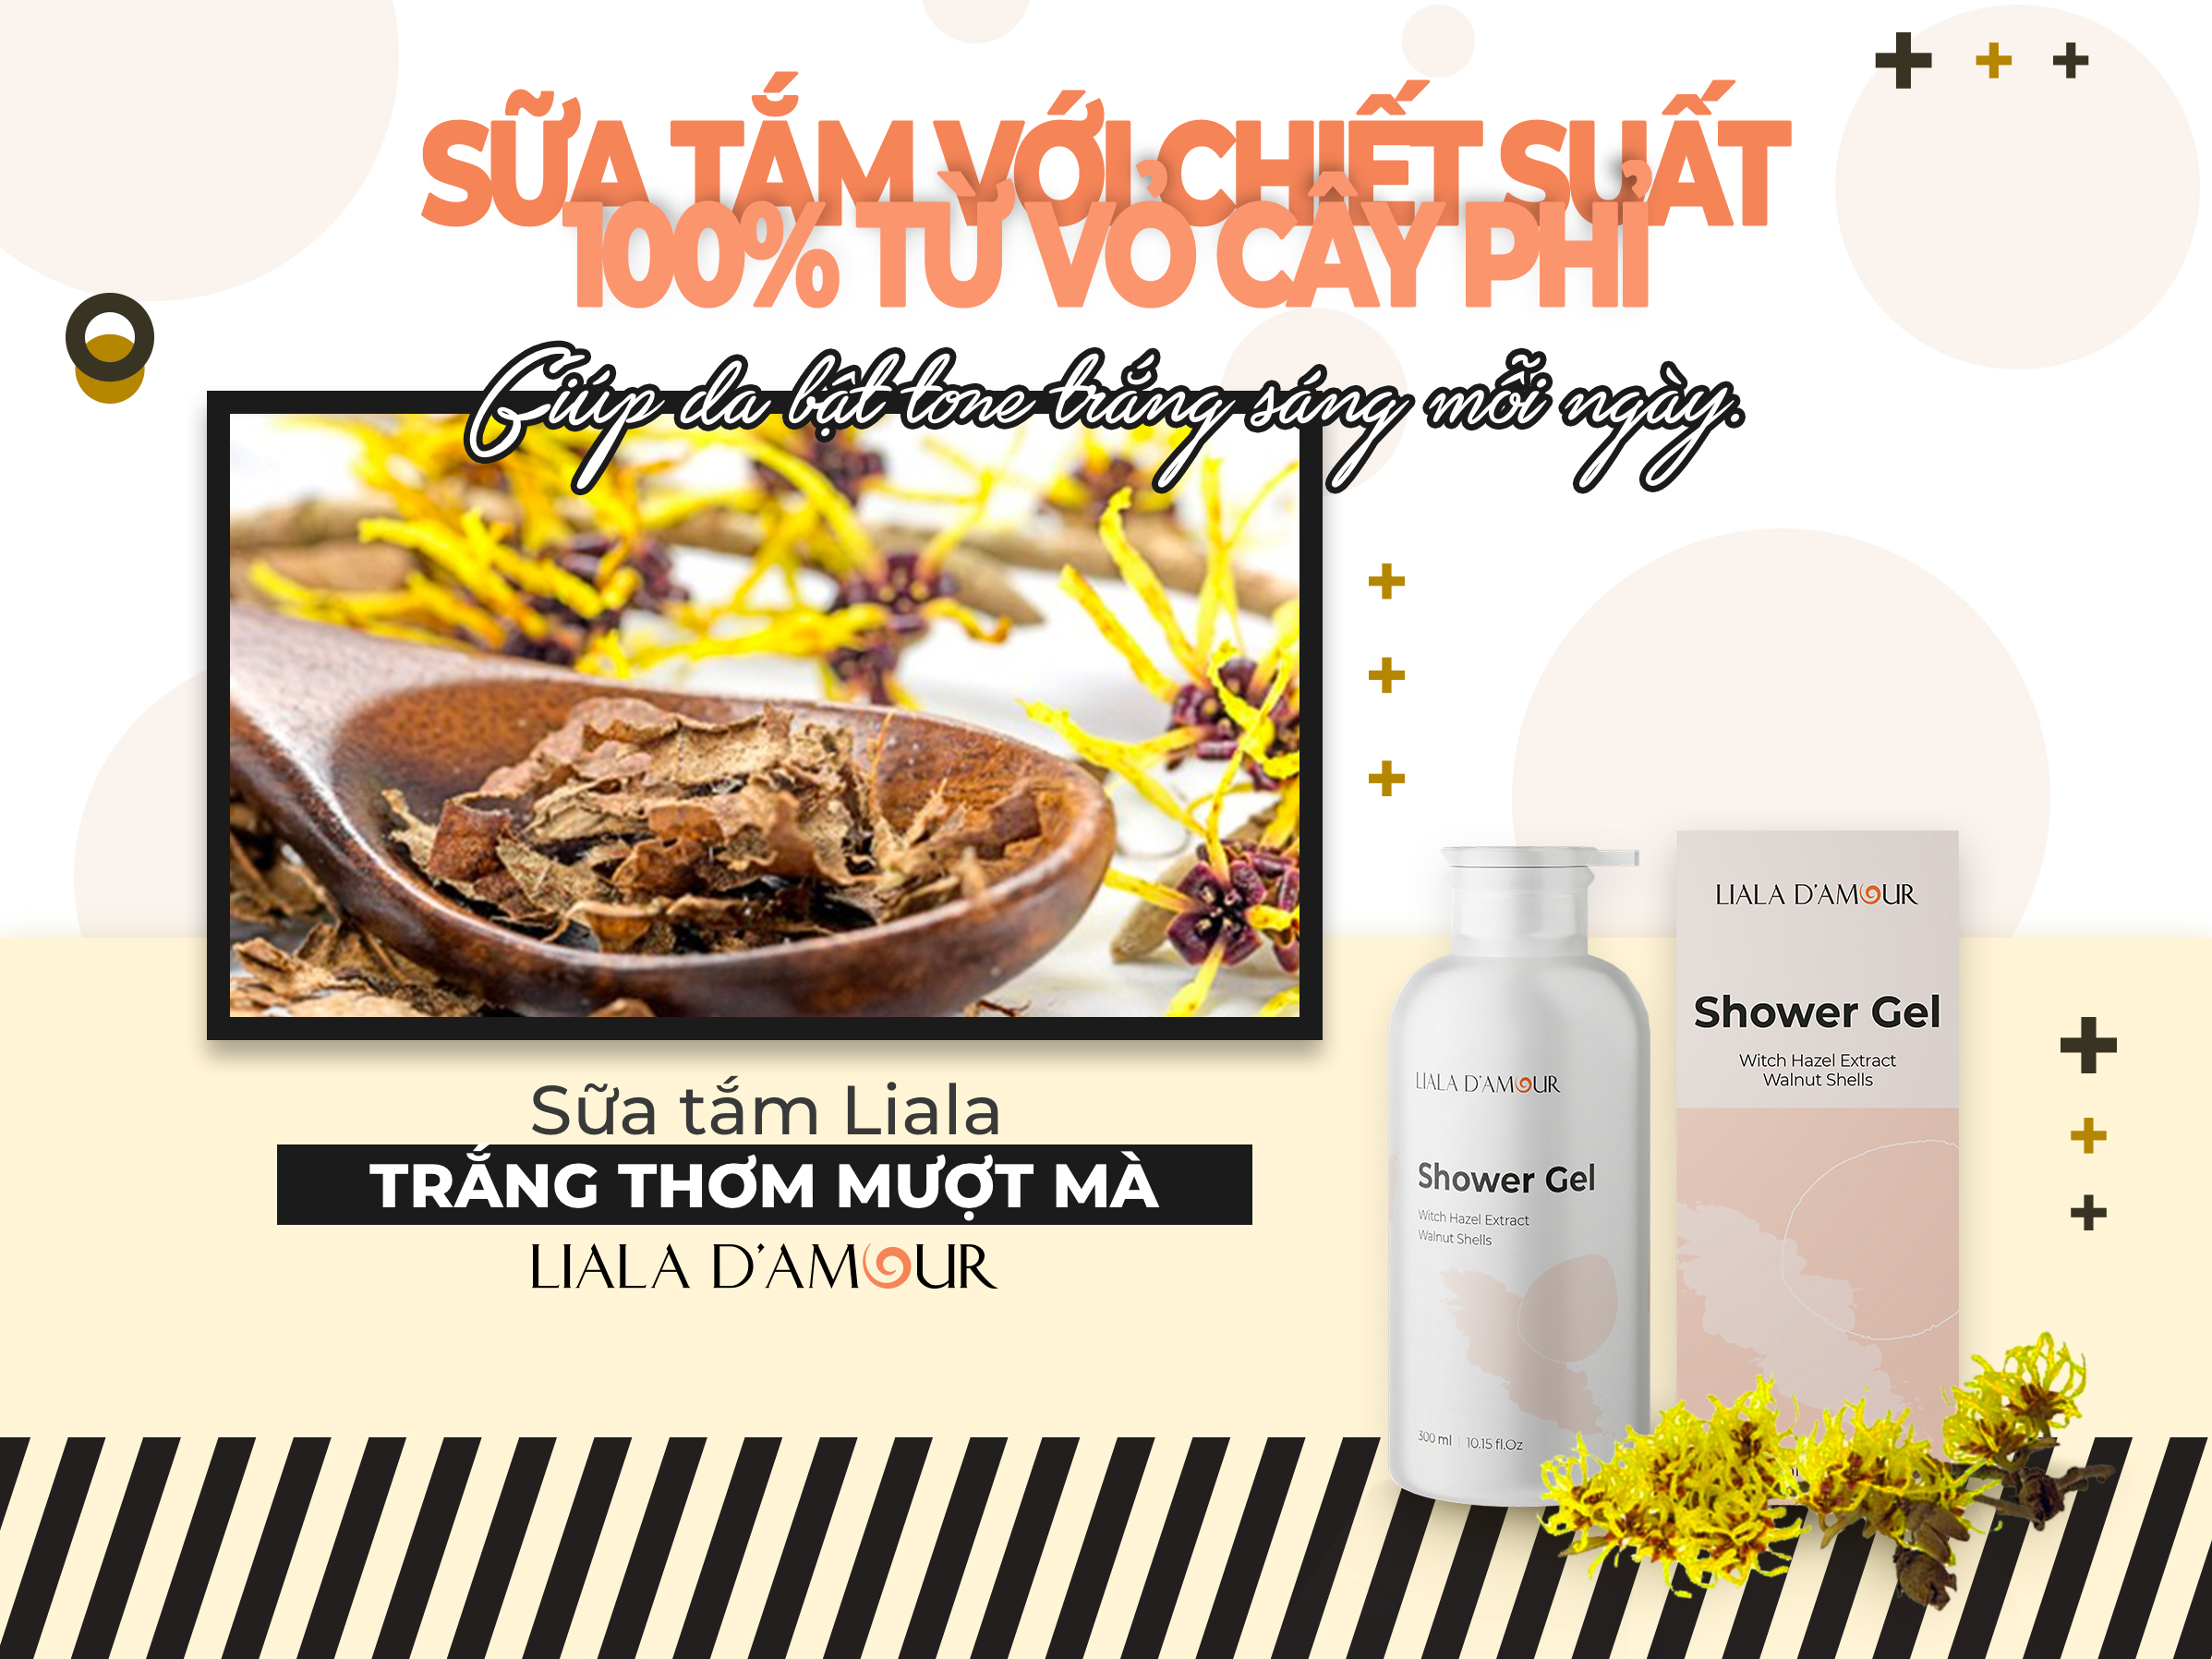 SỮA TẮM VỚI CHIẾT SUẤT
100% TỪ VỎ CÂY PHỈ
Giúp da bật tone trắng sáng mỗi ngày.
Sữa tắm Liala
TRẮNG THƠM MƯỢT MÀ
LIALA D'AMOUR
LIALA D'AMOUR
Shower Gel
Witch Hazel Extract
Walnut Shells
300 ml | 10.15 fl.Oz
LIALA D'AMOUR
Shower Gel
Witch Hazel Extract
Walnut Shells